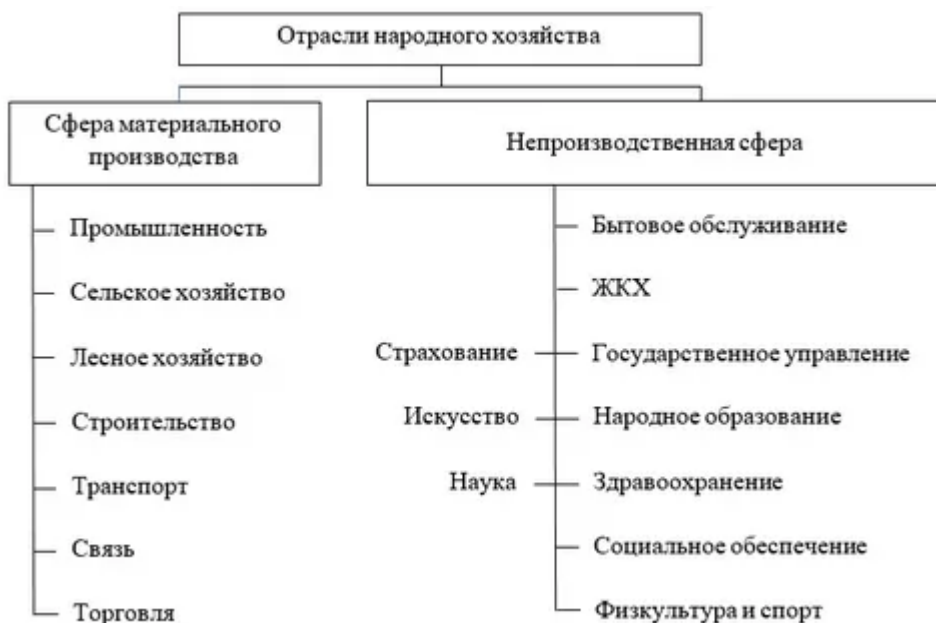 Отрасли народного хозяйства
Сфера материального
производства
Непроизводственная сфера
Промышленность
Сельское хозяйство
Лесное хозяйство
Строительство
Транспорт
Связь
Торговля
Бытовое обслуживание
ЖКХ
Страхование
Государственное управление
Искусство
Народное образование
Наука
Здравоохранение
Социальное обеспечение
Физкультура и спорт